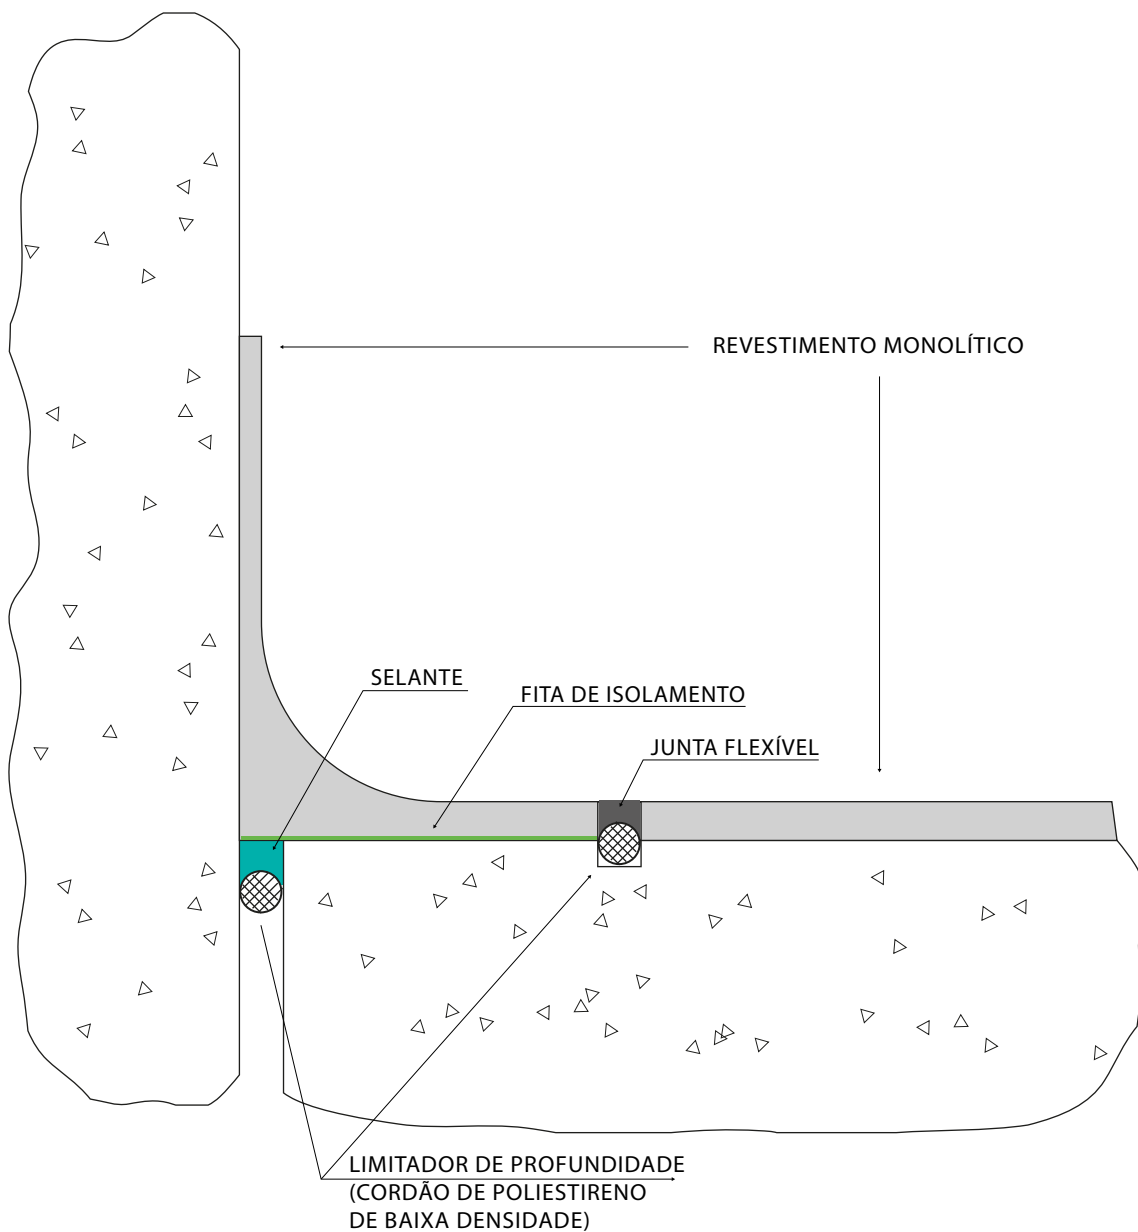 REVESTIMENTO MONOLÍTICO
SELANTE
FITA DE ISOLAMENTO
JUNTA FLEXÍVEL
LIMITADOR DE PROFUNDIDADE
(CORDÃO DE POLIESTIRENO
DE BAIXA DENSIDADE)